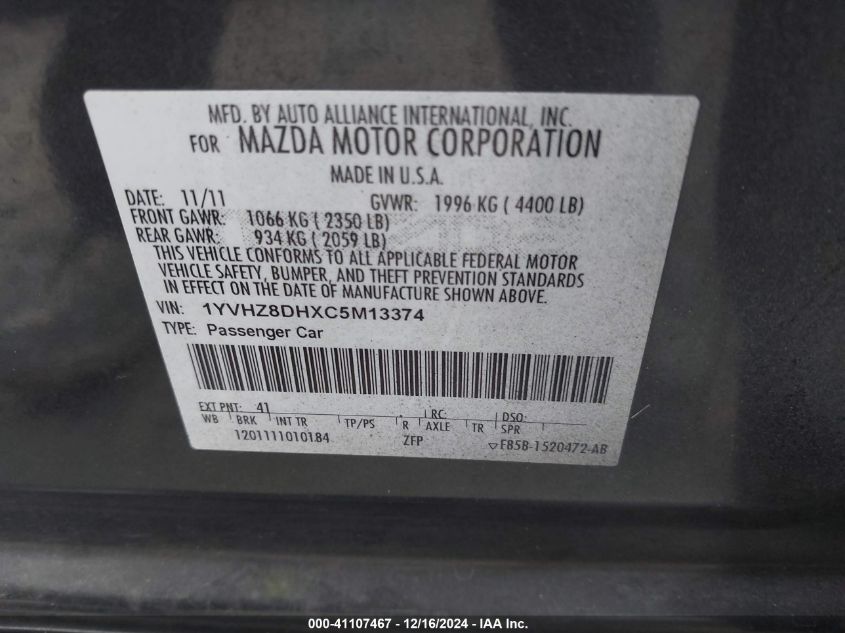 MFD. BY AUTO ALLIANCE INTERNATIONAL, INC.
FOR MAZDA MOTOR CORPORATION
MADE IN U.S.A.
DATE: 11/11 GVWR: 1996 KG ( 4400 LB)
FRONT GAWR: 1066 KG ( 2350 LB)
REAR GAWR: 934 KG ( 2059 LB)
THIS VEHICLE CONFORMS TO ALL APPLICABLE FEDERAL MOTOR
VEHICLE SAFETY, BUMPER, AND THEFT PREVENTION STANDARDS
IN EFFECT ON THE DATE OF MANUFACTURE SHOWN ABOVE.
VIN: 1YVHZ8DHXC5M13374
TYPE: Passenger Car
EXT PNT: 41 RC: DSO:
WB BRK INT TR TP/PS R AXLE TR SPR
120111101018​4 ZFP F85B-1520472-AB
000-41107467 - 12/16/2024 - IAA Inc.